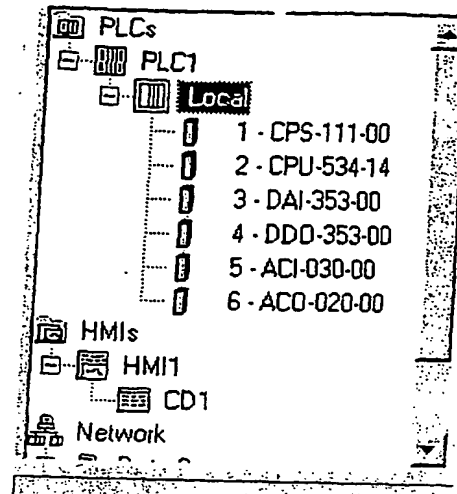 PLCs
PLC1
Local
1 - CPS-111-00
2 - CPU-534-14
3 - DAI-353-00
4 - DDO-353-00
5 - ACI-030-00
6 - ACO-020-00
HMIs
HMI1
CD1
Network